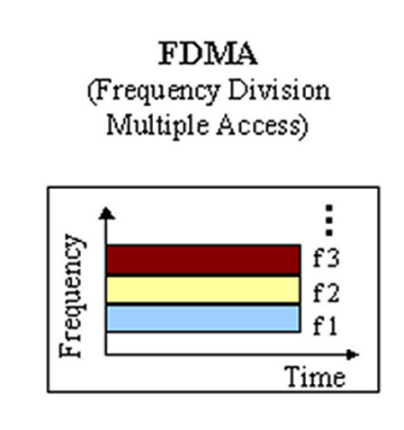 FDMA
(Frequency Division
Multiple Access)
Frequency
f3
f2
f1
Time